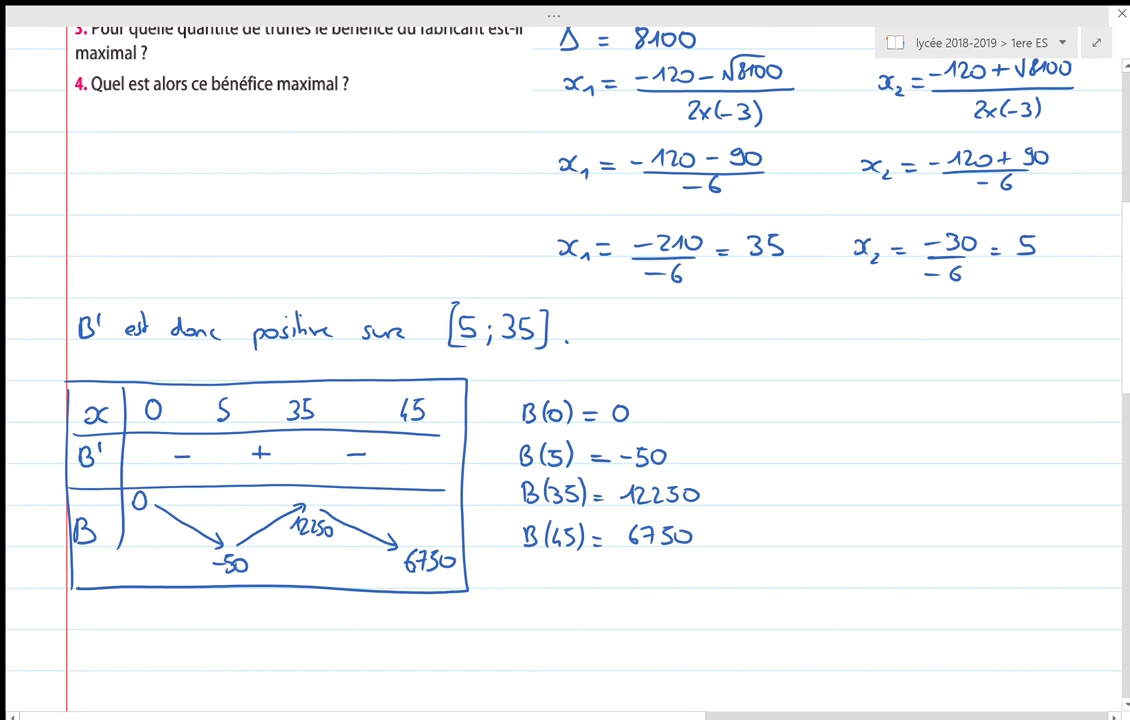 3. Pour quelle quantité de truffes le bénéfice du fabricant est-il
maximal ?
4. Quel est alors ce bénéfice maximal ?
...
lycée 2018-2019 > 1ere ES
Δ = 8100
x₁ = (-120 - √8100) / (2×(-3))
x₂ = (-120 + √8100) / (2×(-3))
x₁ = (-120 - 90) / -6
x₂ = (-120 + 90) / -6
x₁ = -210 / -6 = 35
x₂ = -30 / -6 = 5
B' est donc positive sur [5 ; 35].
x 0 5 35 45
B' - + -
B 0 -50 12250 6750
B(0) = 0
B(5) = -50
B(35) = 12250
B(45) = 6750